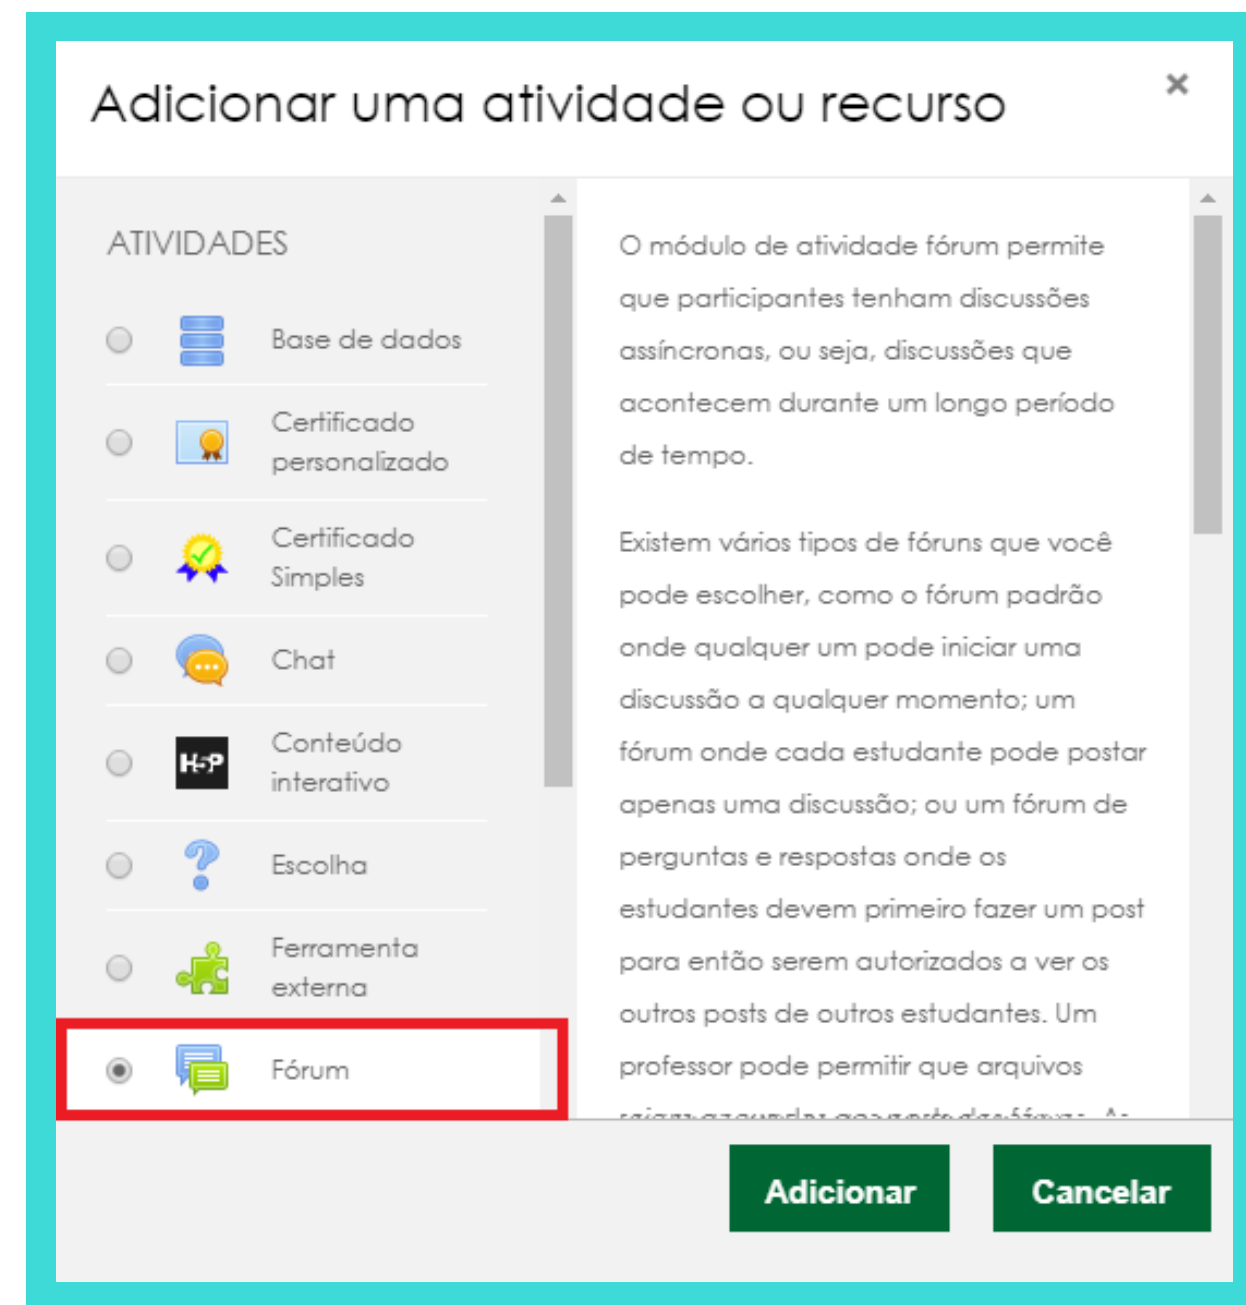 Adicionar uma atividade ou recurso
×
ATIVIDADES
Base de dados
Certificado
personalizado
Certificado
Simples
Chat
H5P
Conteúdo
interativo
Escolha
Ferramenta
externa
Fórum
O módulo de atividade fórum permite
que participantes tenham discussões
assíncronas, ou seja, discussões que
acontecem durante um longo período
de tempo.
Existem vários tipos de fóruns que você
pode escolher, como o fórum padrão
onde qualquer um pode iniciar uma
discussão a qualquer momento; um
fórum onde cada estudante pode postar
apenas uma discussão; ou um fórum de
perguntas e respostas onde os
estudantes devem primeiro fazer um post
para então serem autorizados a ver os
outros posts de outros estudantes. Um
professor pode permitir que arquivos
Adicionar
Cancelar